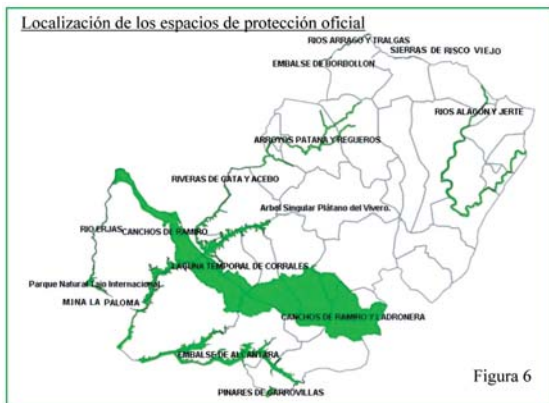 Localización de los espacios de protección oficial
RIOS ARRAGO Y TRALGAS
SIERRAS DE RISCO VIEJO
EMBALSE DE BORBOLLON
RIOS ALAGON Y JERTE
ARROYOS PATANA Y REGUEROS
RIVERAS DE GATA Y ACEBO
Arbol Singular Plátano del Vivero.
RIO ERJAS
CANCHOS DE RAMIRO
LAGUNA TEMPORAL DE CORRALES
Parque Natural Tajo Internacional.
MINA LA PALOMA
CANCHOS DE RAMIRO Y LADRONERA
EMBALSE DE ALCANTARA
Figura 6
PINARES DE GARROVILLAS